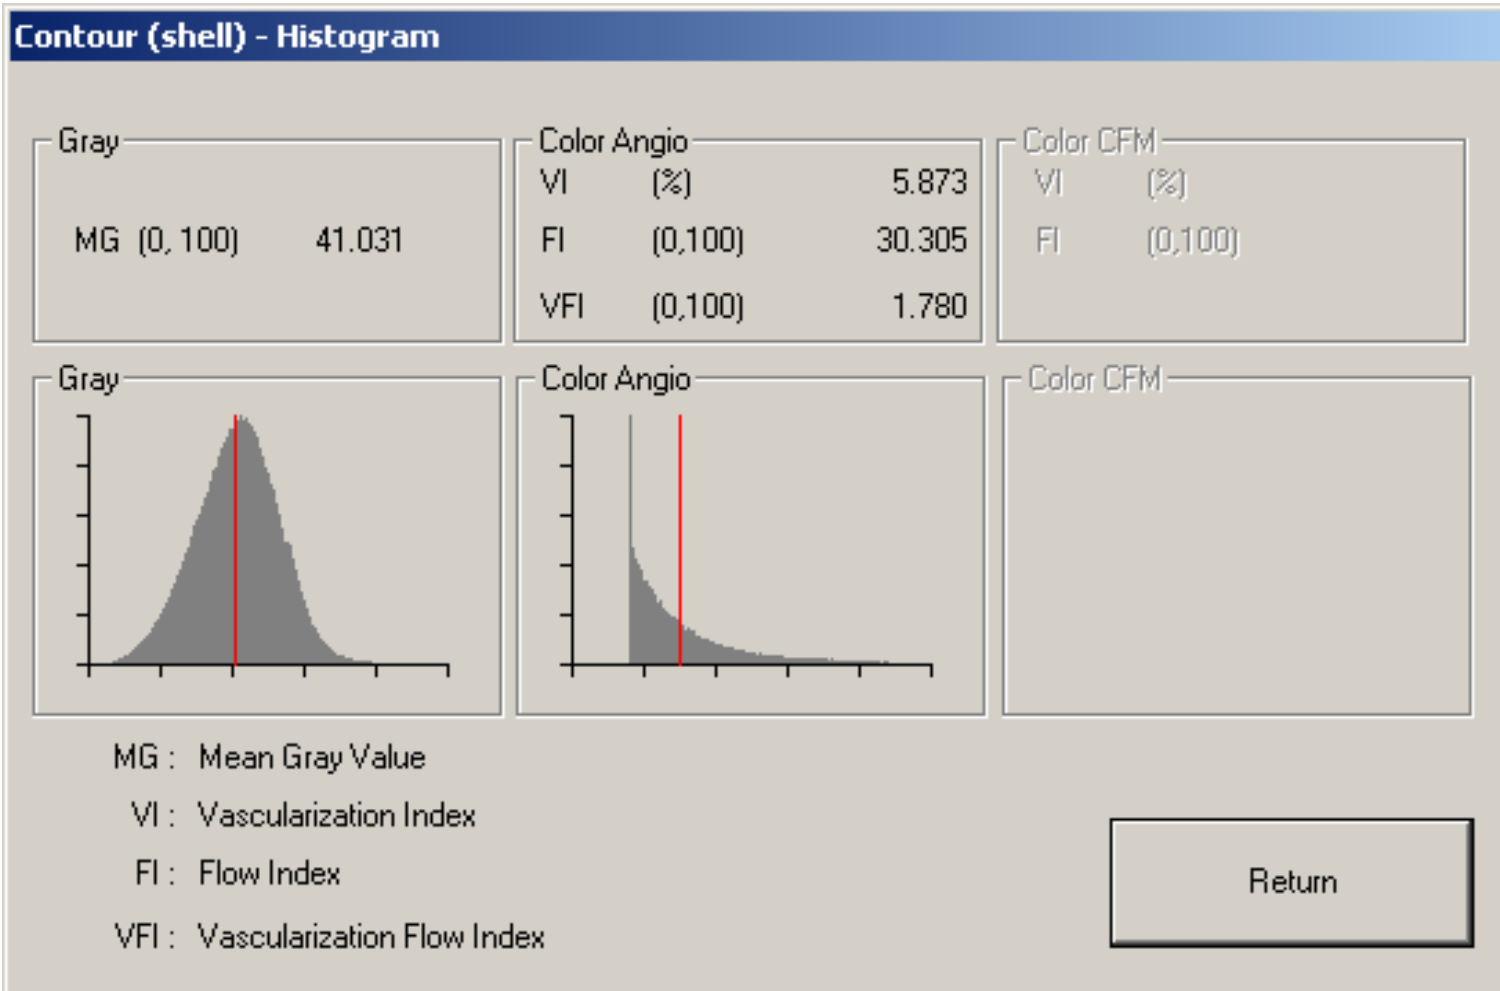 Contour (shell) - Histogram
Gray
MG (0, 100) 41.031
Color Angio
VI (%) 5.873
FI (0,100) 30.305
VFI (0,100) 1.780
Color CFM
VI (%)
FI (0,100)
Gray
Color Angio
Color CFM
MG : Mean Gray Value
VI : Vascularization Index
FI : Flow Index
VFI : Vascularization Flow Index
Return